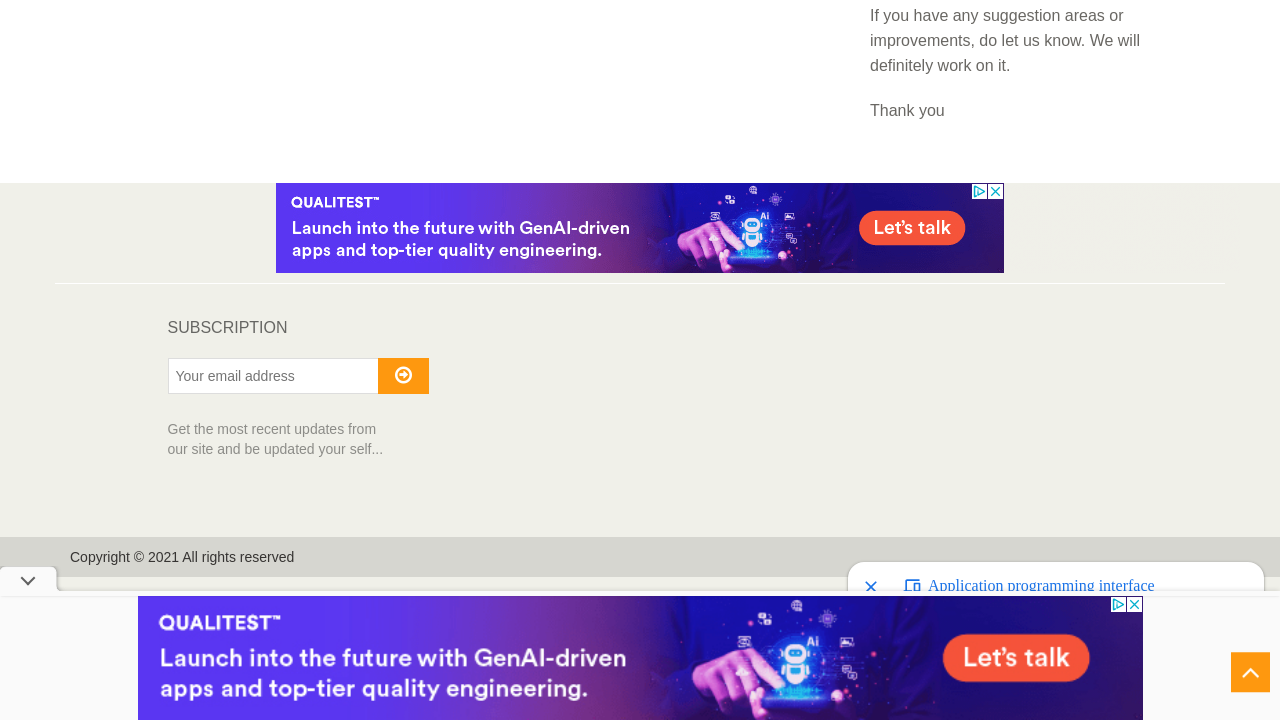 If you have any suggestion areas or
improvements, do let us know. We will
definitely work on it.
Thank you
QUALITEST™
Launch into the future with GenAI-driven
apps and top-tier quality engineering.
Ai
Let's talk
SUBSCRIPTION
Your email address
Get the most recent updates from
our site and be updated your self...
Copyright © 2021 All rights reserved
Application programming interface
QUALITEST™
Launch into the future with GenAI-driven
apps and top-tier quality engineering.
Ai
Let's talk